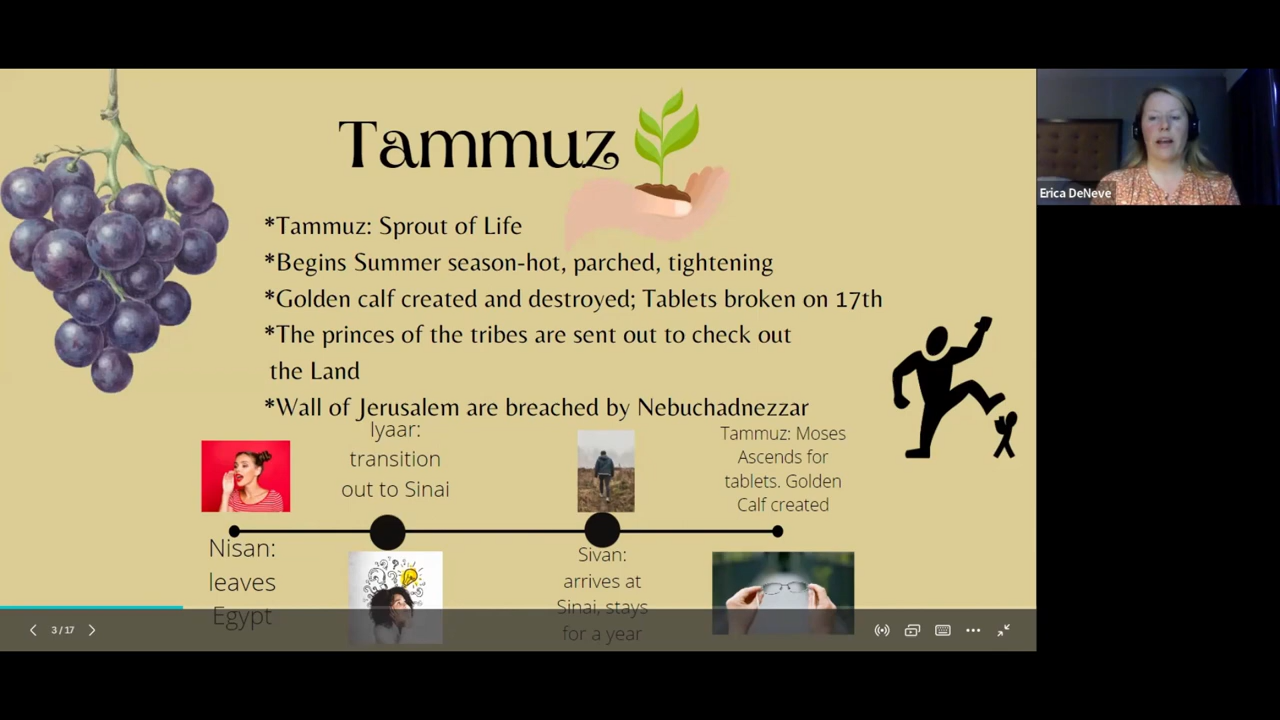 Tammuz
*Tammuz: Sprout of Life
*Begins Summer season-hot, parched, tightening
*Golden calf created and destroyed; Tablets broken on 17th
*The princes of the tribes are sent out to check out
the Land
*Wall of Jerusalem are breached by Nebuchadnezzar
Iyaar:
transition
out to Sinai
Tammuz: Moses
Ascends for
tablets. Golden
Calf created
Nisan:
leaves
Egypt
Sivan:
arrives at
Sinai, stays
for a year
3 / 17
Erica DeNeve